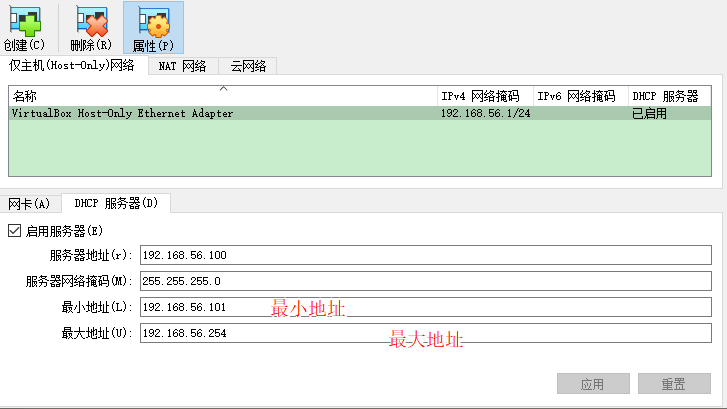 创建(C) 删除(R) 属性(P)
仅主机(Host-Only)网络 NAT 网络 云网络
名称 IPv4 网络掩码 IPv6 网络掩码 DHCP 服务器
VirtualBox Host-Only Ethernet Adapter 192.168.56.1/24 已启用
网卡(A) DHCP 服务器(D)
启用服务器(E)
服务器地址(r): 192.168.56.100
服务器网络掩码(M): 255.255.255.0
最小地址(L): 192.168.56.101 最小地址
最大地址(U): 192.168.56.254 最大地址
应用 重置